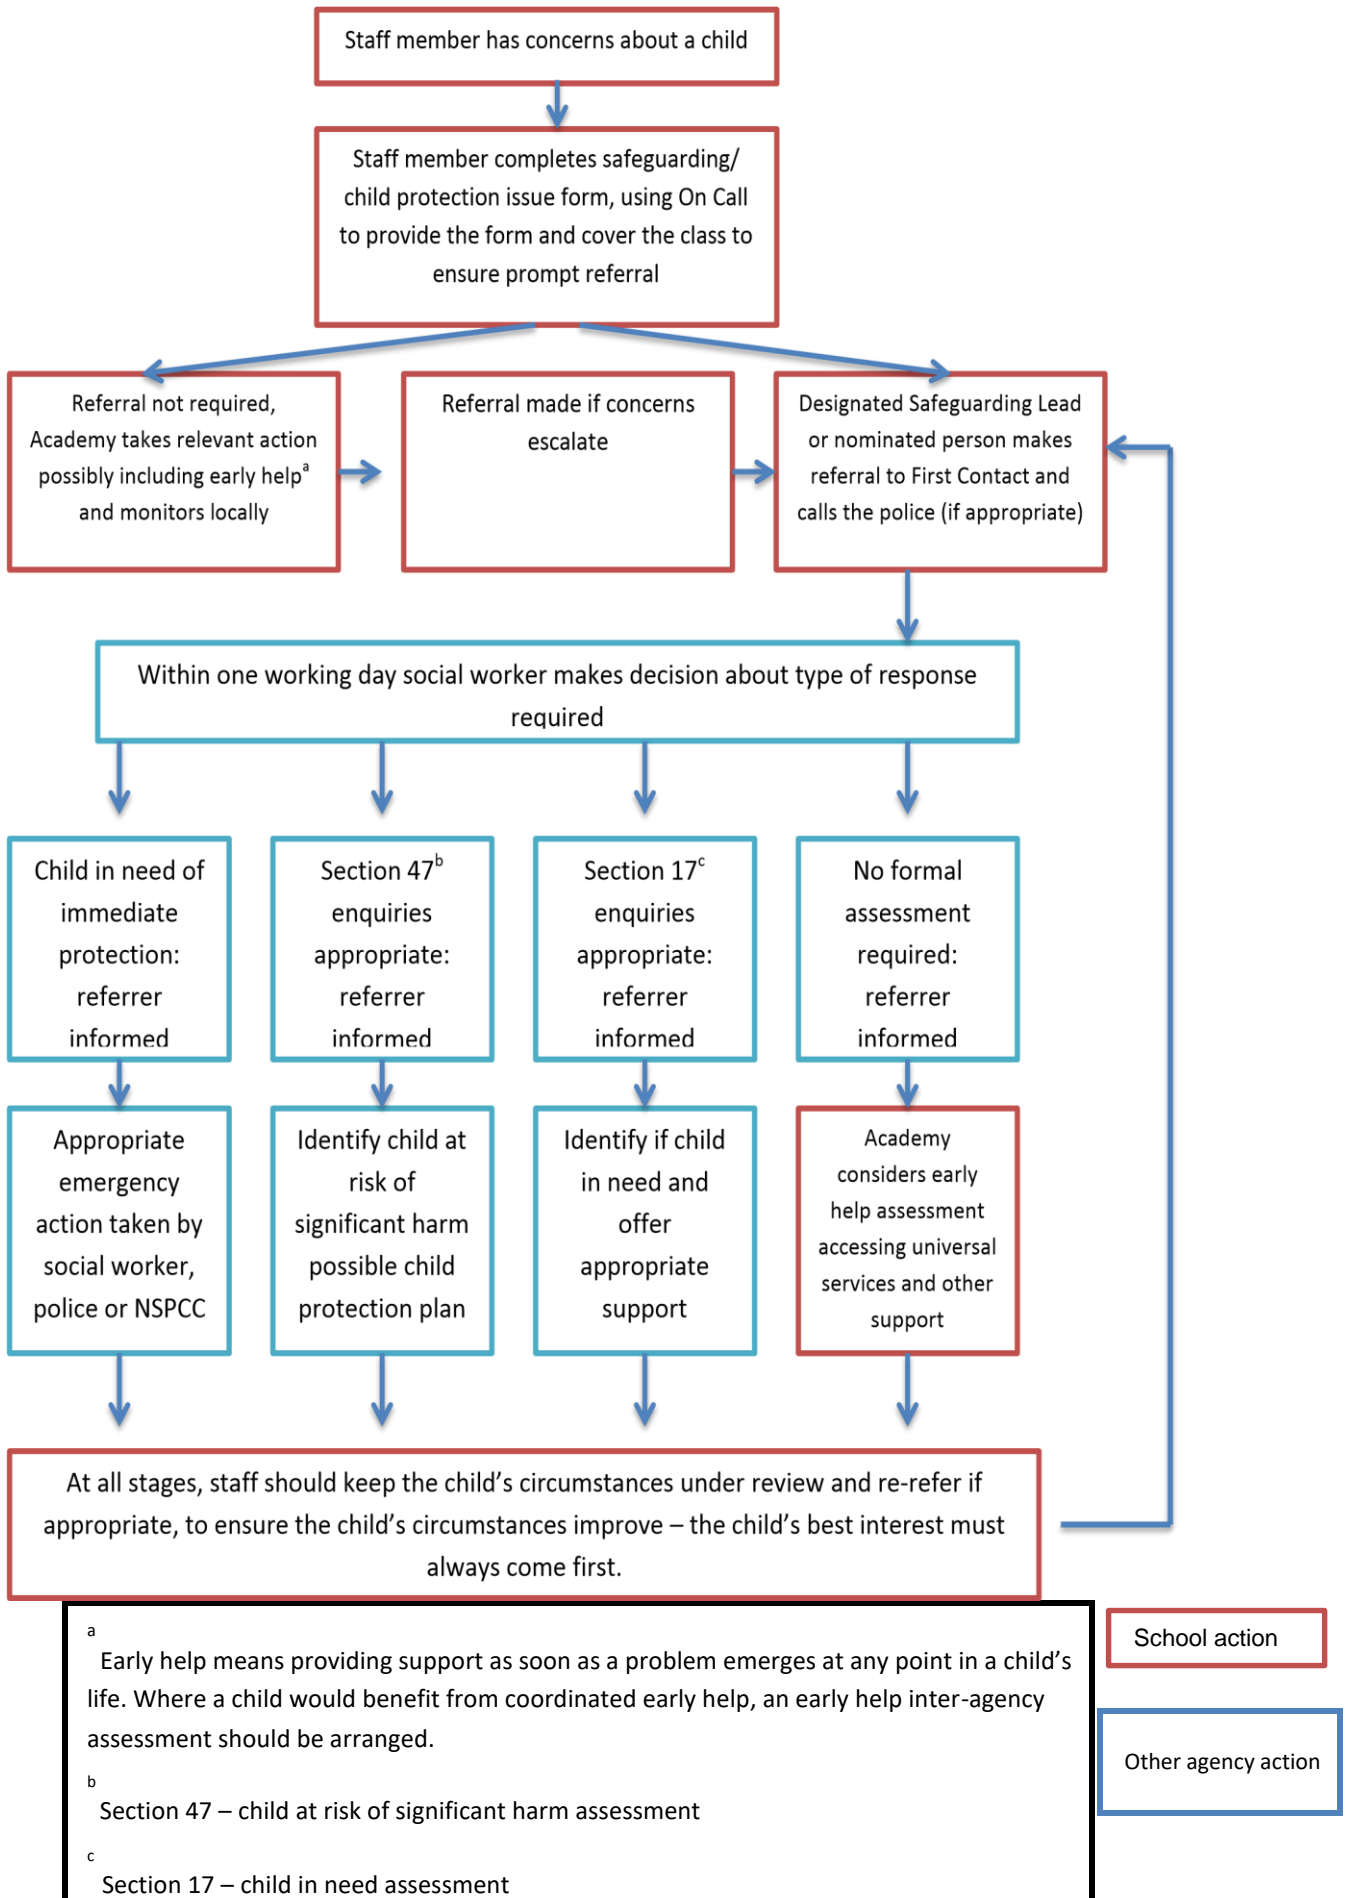 Staff member has concerns about a child
Staff member completes safeguarding/
child protection issue form, using On Call
to provide the form and cover the class to
ensure prompt referral
Referral not required,
Academy takes relevant action
possibly including early help^a
and monitors locally
Referral made if concerns
escalate
Designated Safeguarding Lead
or nominated person makes
referral to First Contact and
calls the police (if appropriate)
Within one working day social worker makes decision about type of response
required
Child in need of
immediate
protection:
referrer
informed
Section 47^b
enquiries
appropriate:
referrer
informed
Section 17^c
enquiries
appropriate:
referrer
informed
No formal
assessment
required:
referrer
informed
Appropriate
emergency
action taken by
social worker,
police or NSPCC
Identify child at
risk of
significant harm
possible child
protection plan
Identify if child
in need and
offer
appropriate
support
Academy
considers early
help assessment
accessing universal
services and other
support
At all stages, staff should keep the child’s circumstances under review and re-refer if
appropriate, to ensure the child’s circumstances improve – the child’s best interest must
always come first.
a
Early help means providing support as soon as a problem emerges at any point in a child’s
life. Where a child would benefit from coordinated early help, an early help inter-agency
assessment should be arranged.
b
Section 47 – child at risk of significant harm assessment
c
Section 17 – child in need assessment
School action
Other agency action